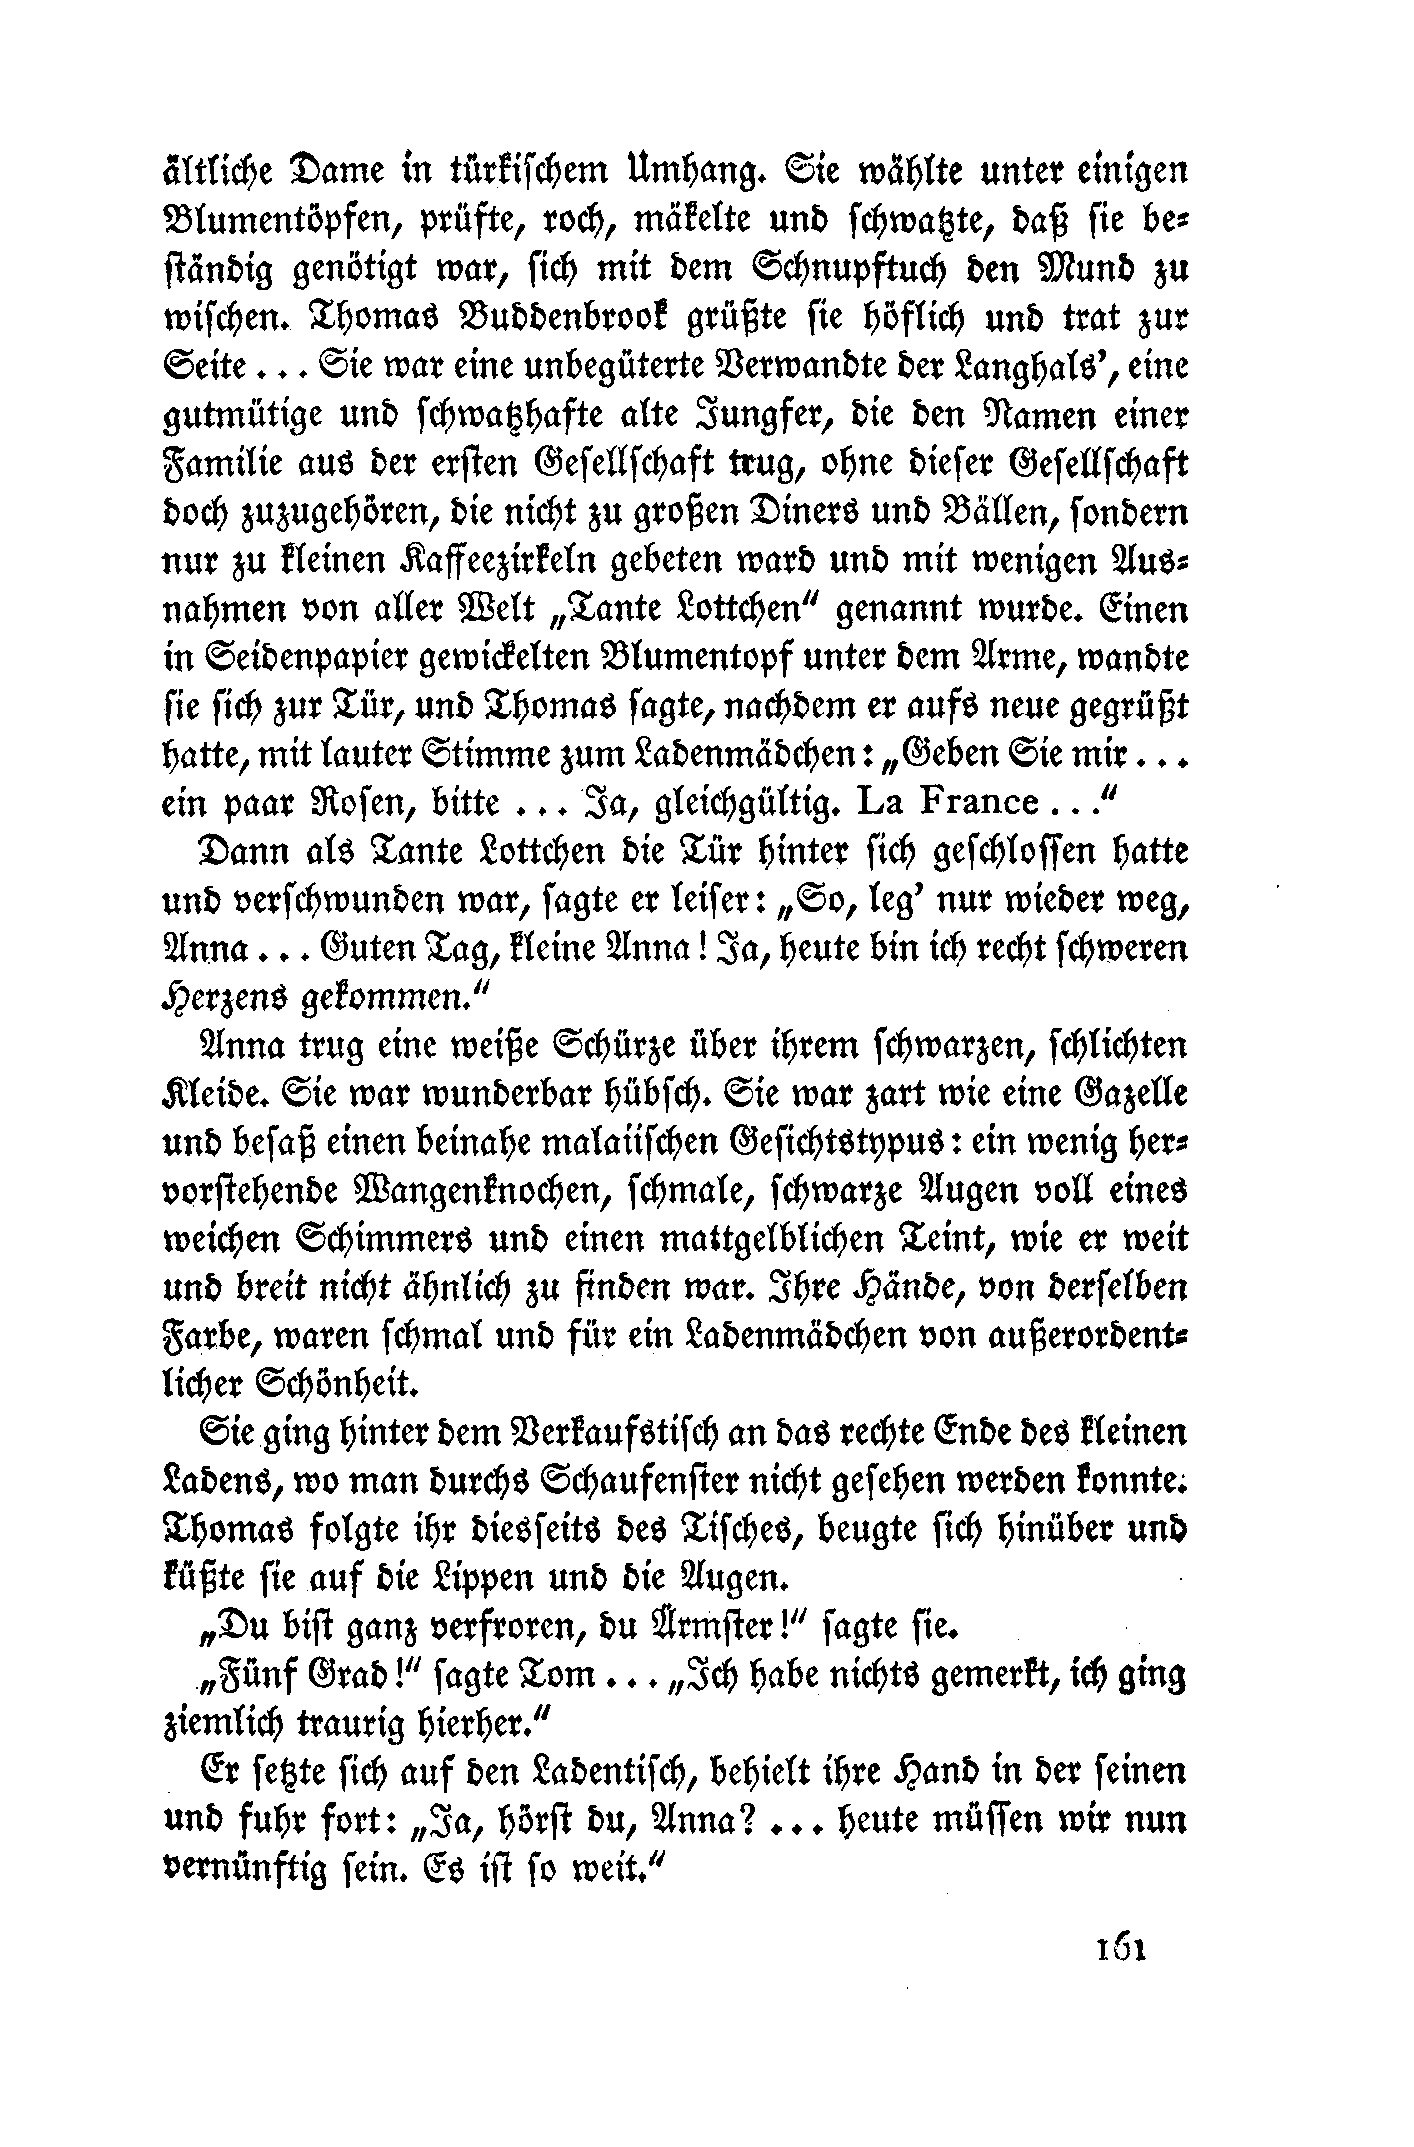 ältliche Dame in türkischem Umhang. Sie wählte unter einigen
Blumentöpfen, prüfte, roch, mäkelte und schwatzte, daß sie be-
ständig genötigt war, sich mit dem Schnupftuch den Mund zu
wischen. Thomas Buddenbrook grüßte sie höflich und trat zur
Seite . . . Sie war eine unbegüterte Verwandte der Langhals’, eine
gutmütige und schwatzhafte alte Jungfer, die den Namen einer
Familie aus der ersten Gesellschaft trug, ohne dieser Gesellschaft
doch zuzugehören, die nicht zu großen Diners und Bällen, sondern
nur zu kleinen Kaffeezirkeln gebeten ward und mit wenigen Aus-
nahmen von aller Welt „Tante Lottchen“ genannt wurde. Einen
in Seidenpapier gewickelten Blumentopf unter dem Arme, wandte
sie sich zur Tür, und Thomas sagte, nachdem er aufs neue gegrüßt
hatte, mit lauter Stimme zum Ladenmädchen: „Geben Sie mir . . .
ein paar Rosen, bitte . . . Ja, gleichgültig. La France . . .“
Dann als Tante Lottchen die Tür hinter sich geschlossen hatte
und verschwunden war, sagte er leiser: „So, leg’ nur wieder weg,
Anna . . . Guten Tag, kleine Anna! Ja, heute bin ich recht schweren
Herzens gekommen.“
Anna trug eine weiße Schürze über ihrem schwarzen, schlichten
Kleide. Sie war wunderbar hübsch. Sie war zart wie eine Gazelle
und besaß einen beinahe malaiischen Gesichtstypus: ein wenig her-
vorstehende Wangenknochen, schmale, schwarze Augen voll eines
weichen Schimmers und einen mattgelblichen Teint, wie er weit
und breit nicht ähnlich zu finden war. Ihre Hände, von derselben
Farbe, waren schmal und für ein Ladenmädchen von außerordent-
licher Schönheit.
Sie ging hinter dem Verkaufstisch an das rechte Ende des kleinen
Ladens, wo man durchs Schaufenster nicht gesehen werden konnte.
Thomas folgte ihr diesseits des Tisches, beugte sich hinüber und
küßte sie auf die Lippen und die Augen.
„Du bist ganz verfroren, du Ärmster!“ sagte sie.
„Fünf Grad!“ sagte Tom . . . „Ich habe nichts gemerkt, ich ging
ziemlich traurig hierher.“
Er setzte sich auf den Ladentisch, behielt ihre Hand in der seinen
und fuhr fort: „Ja, hörst du, Anna? . . . heute müssen wir nun
vernünftig sein. Es ist so weit.“
161